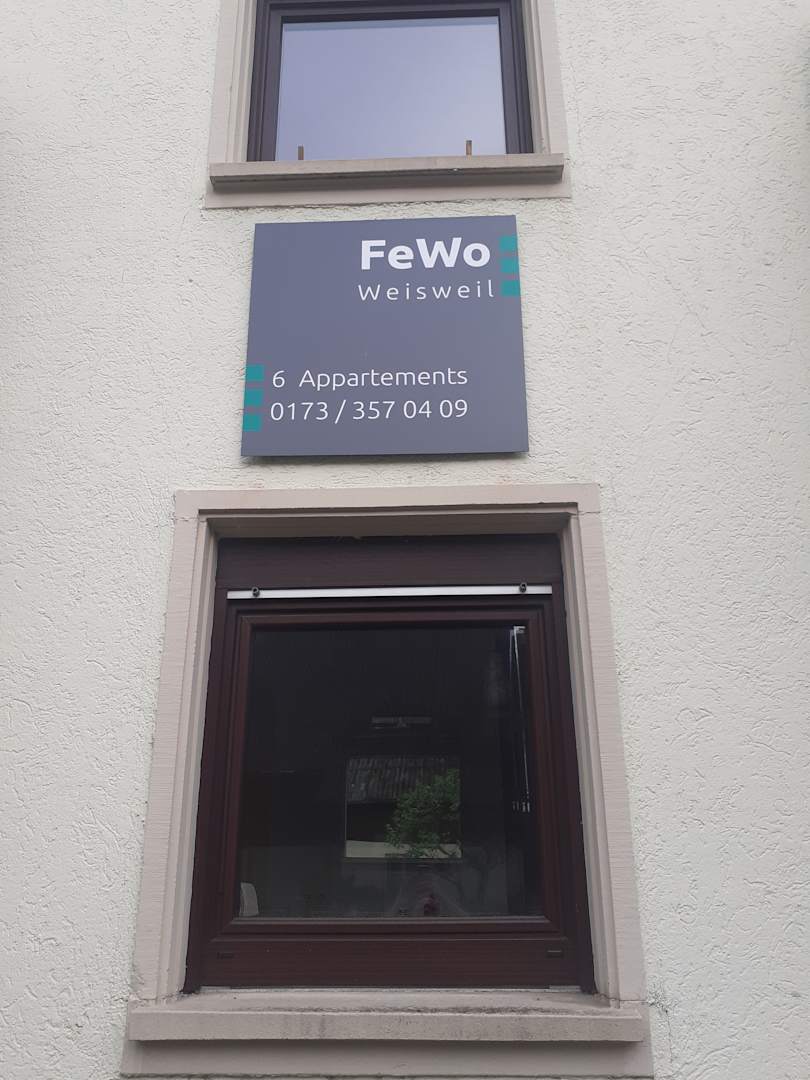 FeWo
Weisweil
6 Appartements
0173 / 357 04 09